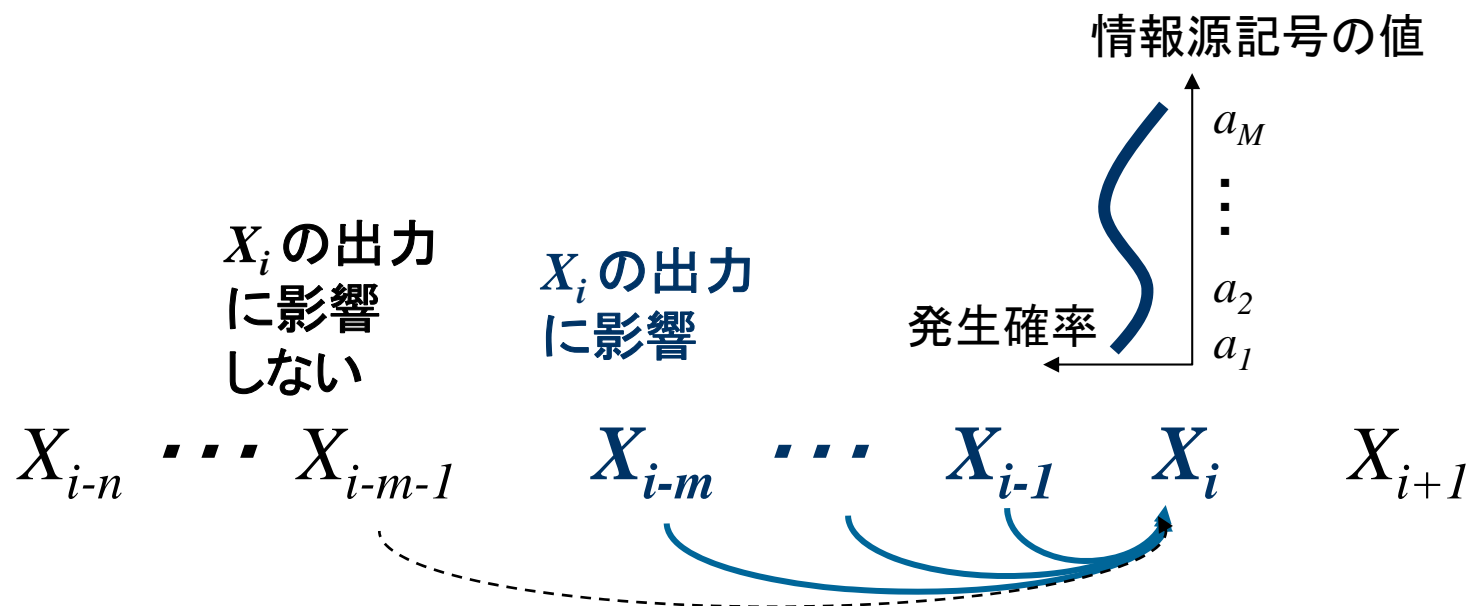 情報源記号の値
a_M
⋮
a_2
a_1
発生確率
X_i の出力
に影響
しない
X_i の出力
に影響
X_{i-n} ・・・ X_{i-m-1} X_{i-m} ・・・ X_{i-1} X_i X_{i+1}